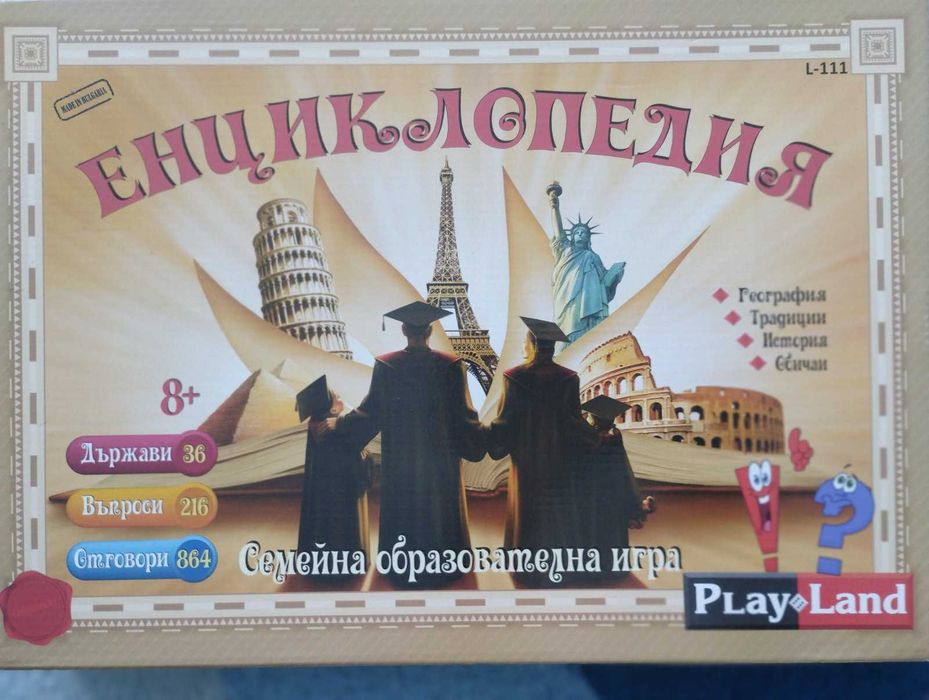 L-111
MADE IN BULGARIA
ЕНЦИКЛОПЕДИЯ
География
Традиции
История
Обичаи
8+
Държави 36
Въпроси 216
Отговори 864
Семейна образователна игра
Play Land